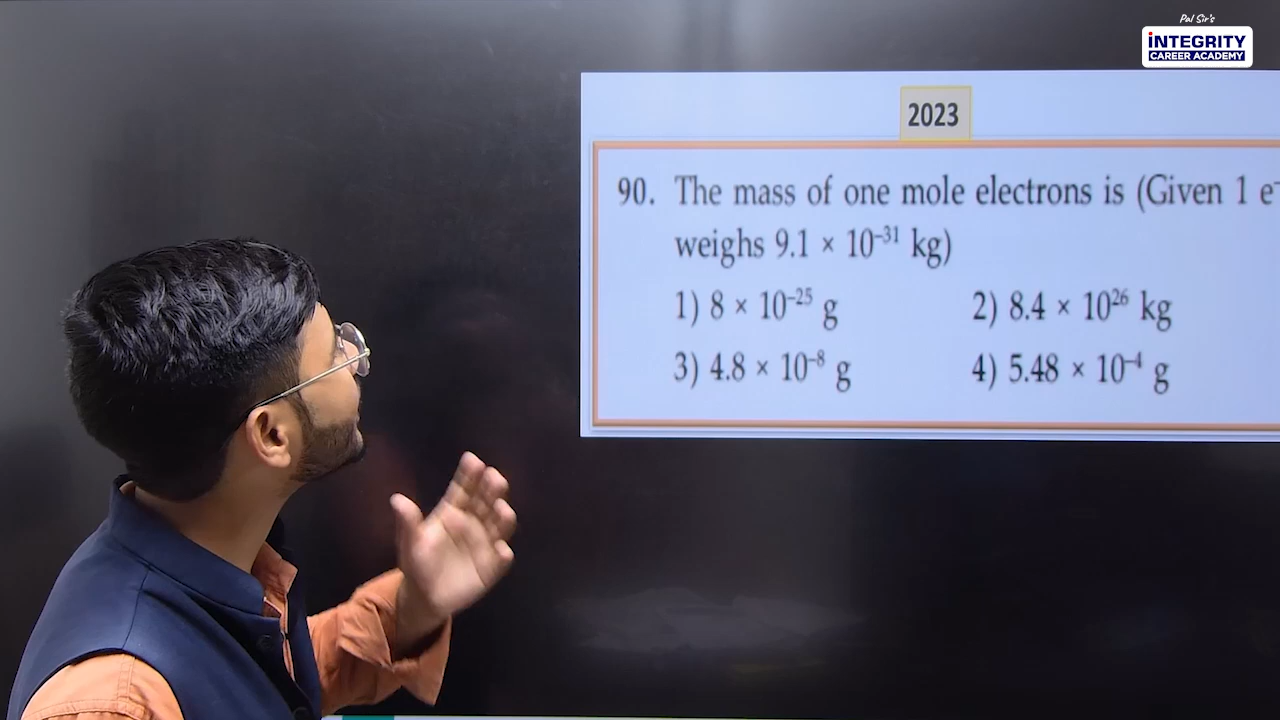 Pal Sir's
iNTEGRITY
CAREER ACADEMY
2023
90. The mass of one mole electrons is (Given 1 e⁻
weighs 9.1 × 10⁻³¹ kg)
1) 8 × 10⁻²⁵ g 2) 8.4 × 10²⁶ kg
3) 4.8 × 10⁻⁸ g 4) 5.48 × 10⁻⁴ g